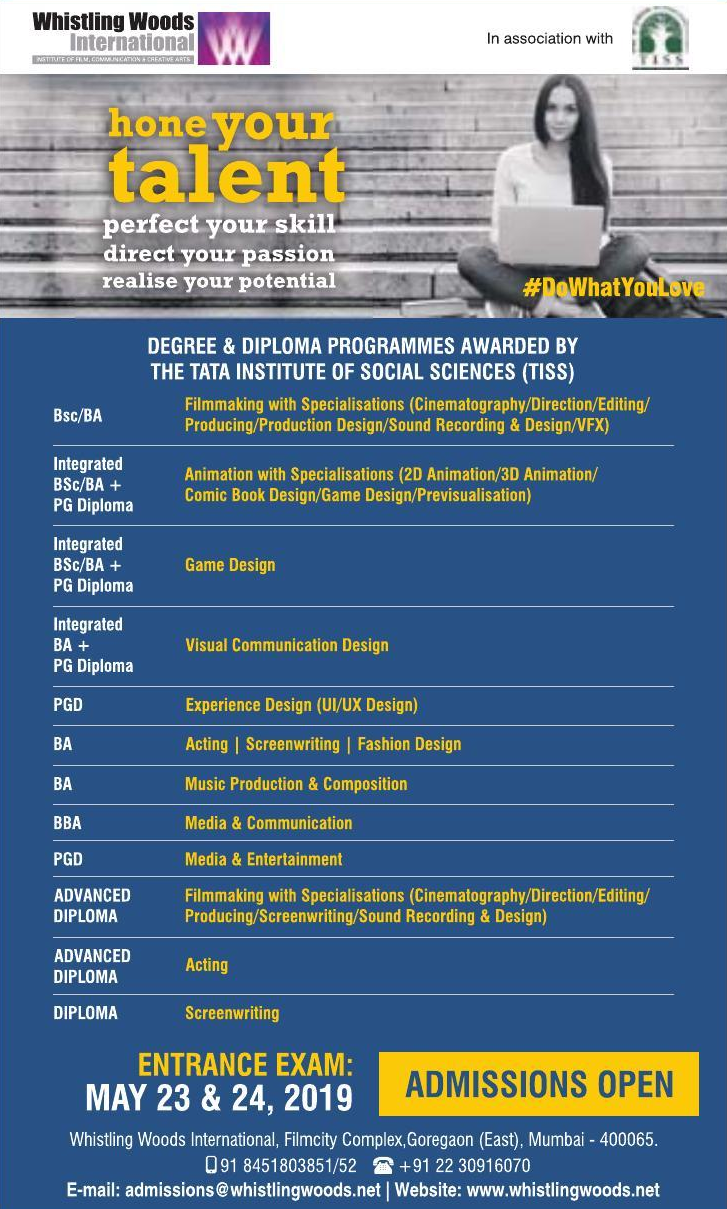 Whistling Woods
International
INSTITUTE OF FILM, COMMUNICATION & CREATIVE ARTS
In association with
TISS
hone your
talent
perfect your skill
direct your passion
realise your potential
#DoWhatYouLove
DEGREE & DIPLOMA PROGRAMMES AWARDED BY
THE TATA INSTITUTE OF SOCIAL SCIENCES (TISS)
Bsc/BA
Filmmaking with Specialisations (Cinematography/Direction/Editing/
Producing/Production Design/Sound Recording & Design/VFX)
Integrated
BSc/BA +
PG Diploma
Animation with Specialisations (2D Animation/3D Animation/
Comic Book Design/Game Design/Previsualisation)
Integrated
BSc/BA +
PG Diploma
Game Design
Integrated
BA +
PG Diploma
Visual Communication Design
PGD Experience Design (UI/UX Design)
BA Acting | Screenwriting | Fashion Design
BA Music Production & Composition
BBA Media & Communication
PGD Media & Entertainment
ADVANCED
DIPLOMA
Filmmaking with Specialisations (Cinematography/Direction/Editing/
Producing/Screenwriting/Sound Recording & Design)
ADVANCED
DIPLOMA
Acting
DIPLOMA Screenwriting
ENTRANCE EXAM:
MAY 23 & 24, 2019
ADMISSIONS OPEN
Whistling Woods International, Filmcity Complex,Goregaon (East), Mumbai - 400065.
91 8451803851/52 +91 22 30916070
E-mail: admissions@whistlingwoods.net | Website: www.whistlingwoods.net